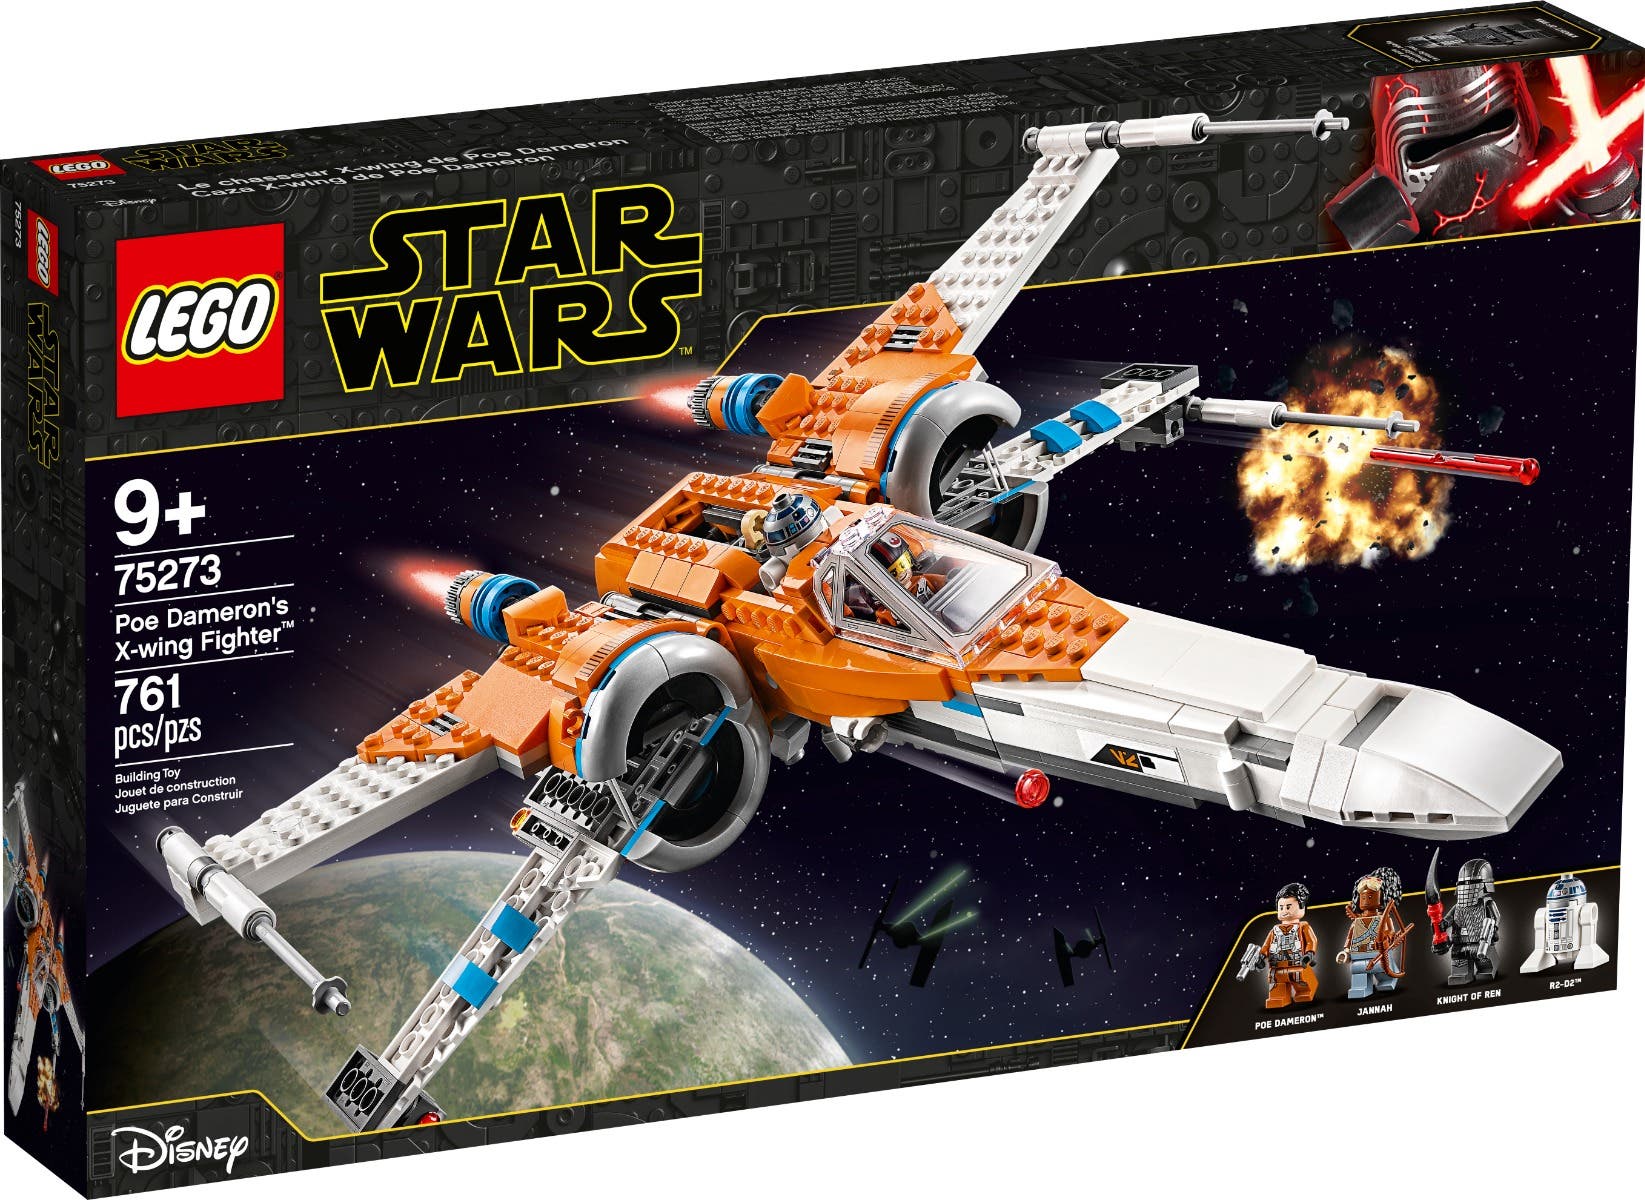 LEGO
STAR WARS
75273
Disney
Le chasseur X-wing de Poe Dameron
Caza X-wing de Poe Dameron
75273
LEGO
STAR WARS
LEGO
STAR
WARS™
9+
75273
Poe Dameron's
X-wing Fighter™
761
pcs/pzs
Building Toy
Jouet de construction
Juguete para Construir
POE DAMERON™
JANNAH
KNIGHT OF REN
R2-D2™
Disney